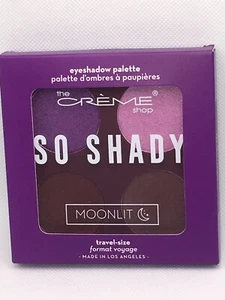 eyeshadow palette
palette d'ombres à paupières
the
CRÈME
shop
SO SHADY
MOONLIT
travel-size
format voyage
- MADE IN LOS ANGELES -